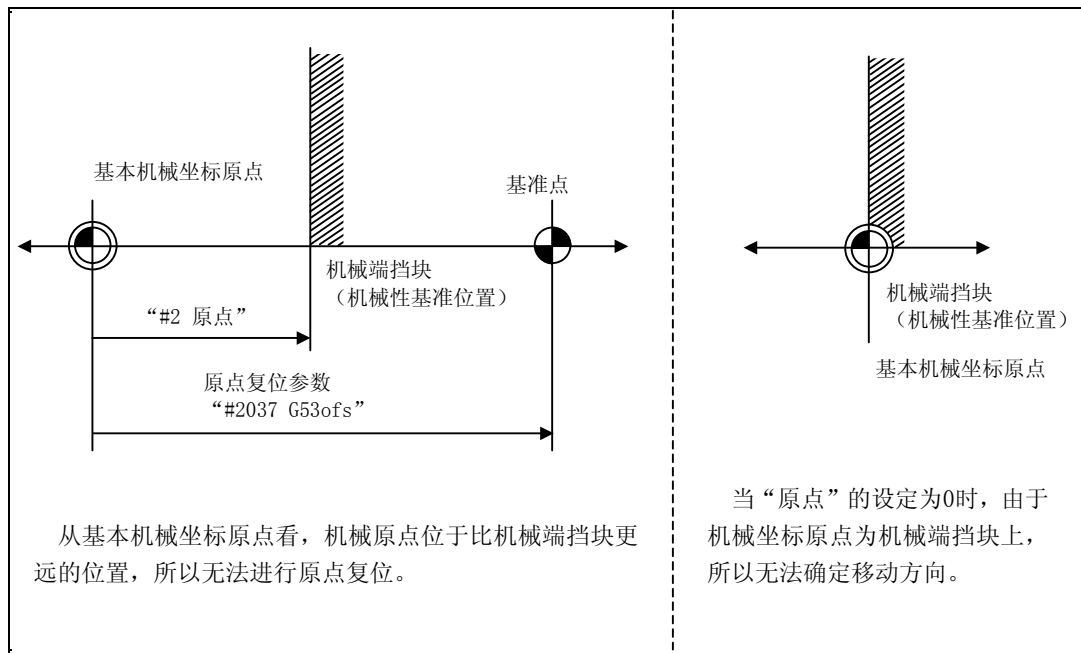 基本机械坐标原点
基准点
机械端挡块
（机械性基准位置）
“#2 原点”
原点复位参数
“#2037 G53ofs”
从基本机械坐标原点看，机械原点位于比机械端挡块更
远的位置，所以无法进行原点复位。
机械端挡块
（机械性基准位置）
基本机械坐标原点
当“原点”的设定为0时，由于
机械坐标原点为机械端挡块上，
所以无法确定移动方向。